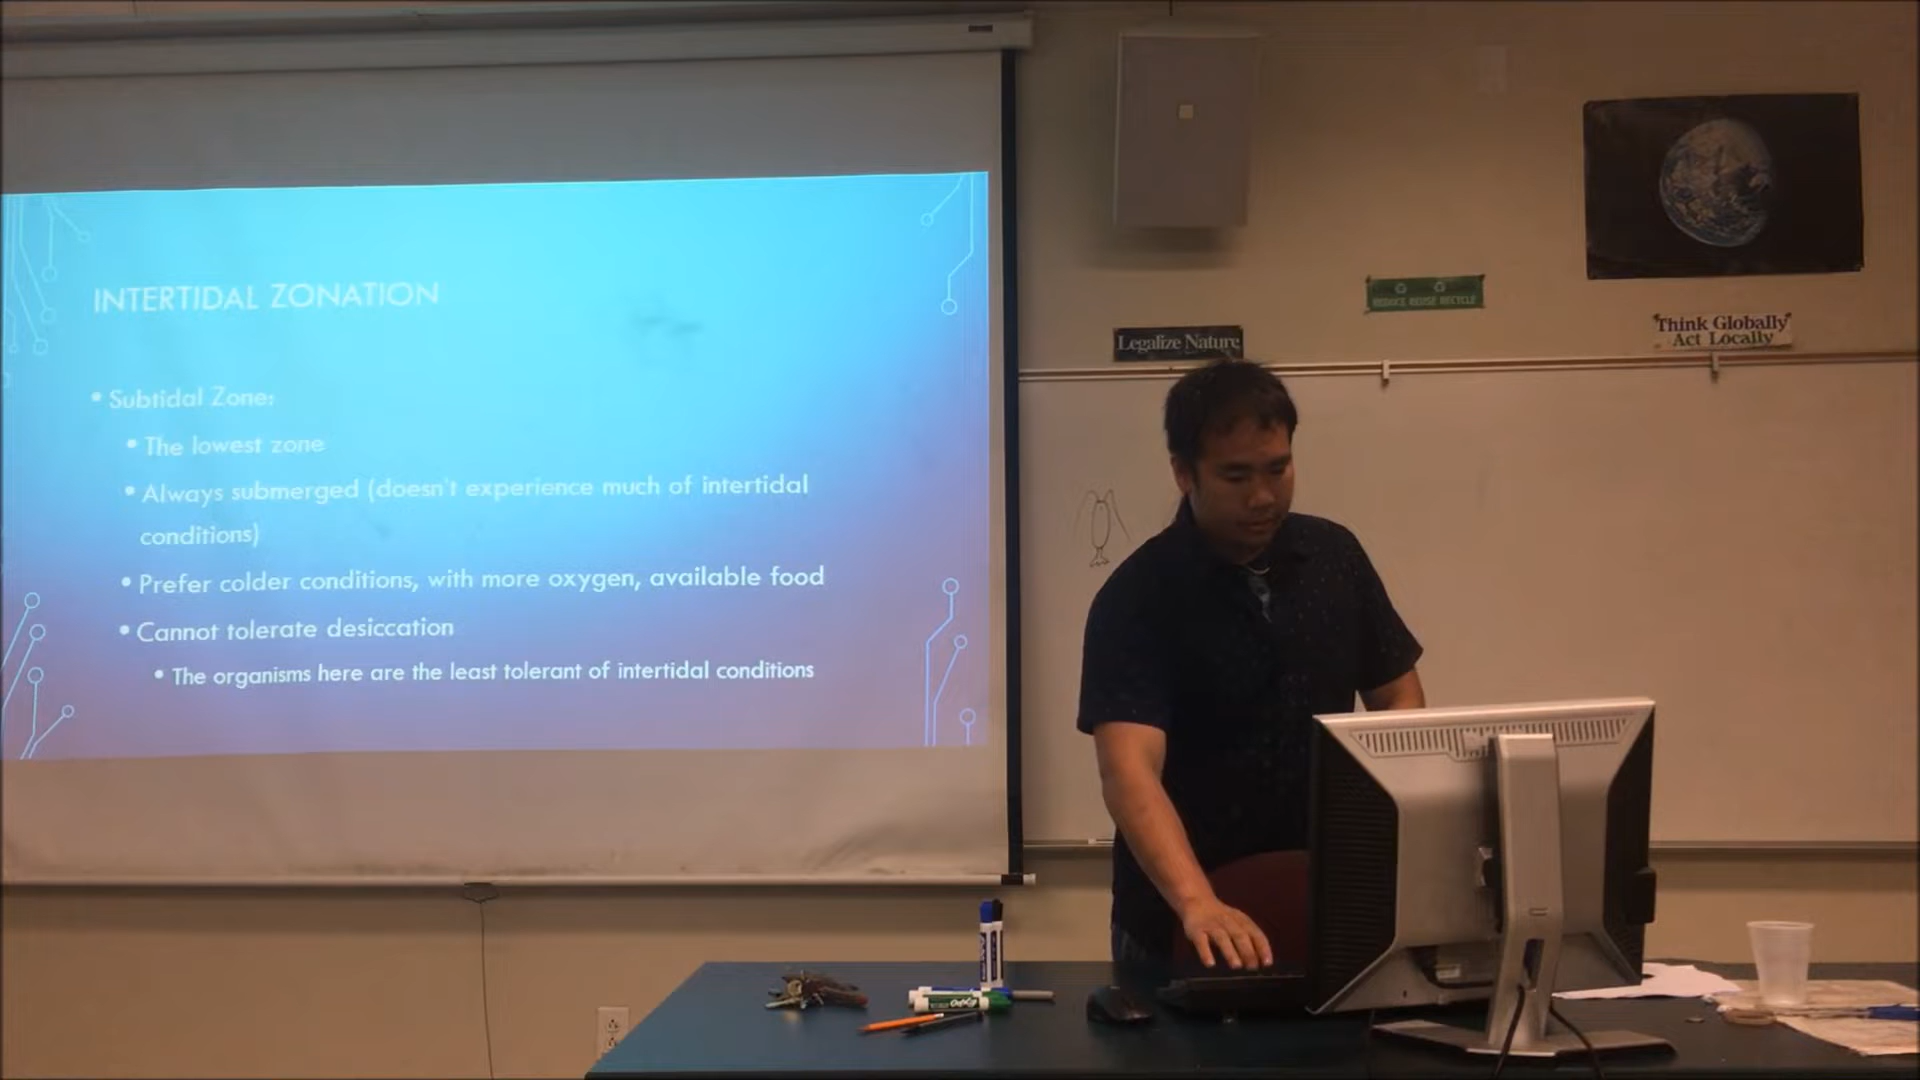 INTERTIDAL ZONATION
• Subtidal Zone:
• The lowest zone
• Always submerged (doesn't experience much of intertidal
conditions)
• Prefer colder conditions, with more oxygen, available food
• Cannot tolerate desiccation
• The organisms here are the least tolerant of intertidal conditions
Legalize Nature
REDUCE REUSE RECYCLE
Think Globally
Act Locally
EXPO